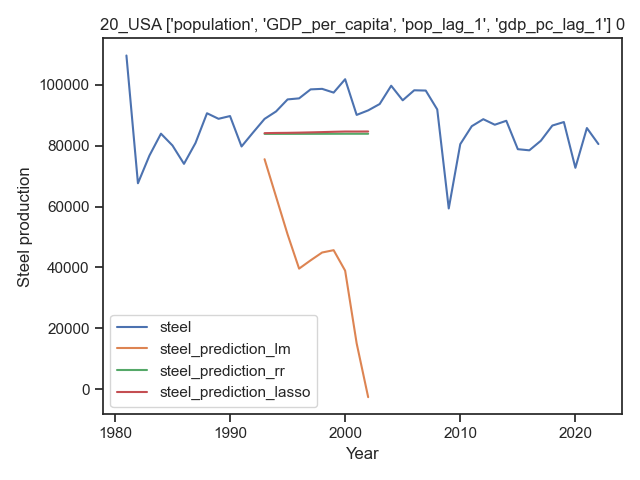 20_USA ['population', 'GDP_per_capita', 'pop_lag_1', 'gdp_pc_lag_1'] 0
100000
80000
60000
40000
20000
0
Steel production
steel
steel_prediction_lm
steel_prediction_rr
steel_prediction_lasso
1980 1990 2000 2010 2020
Year